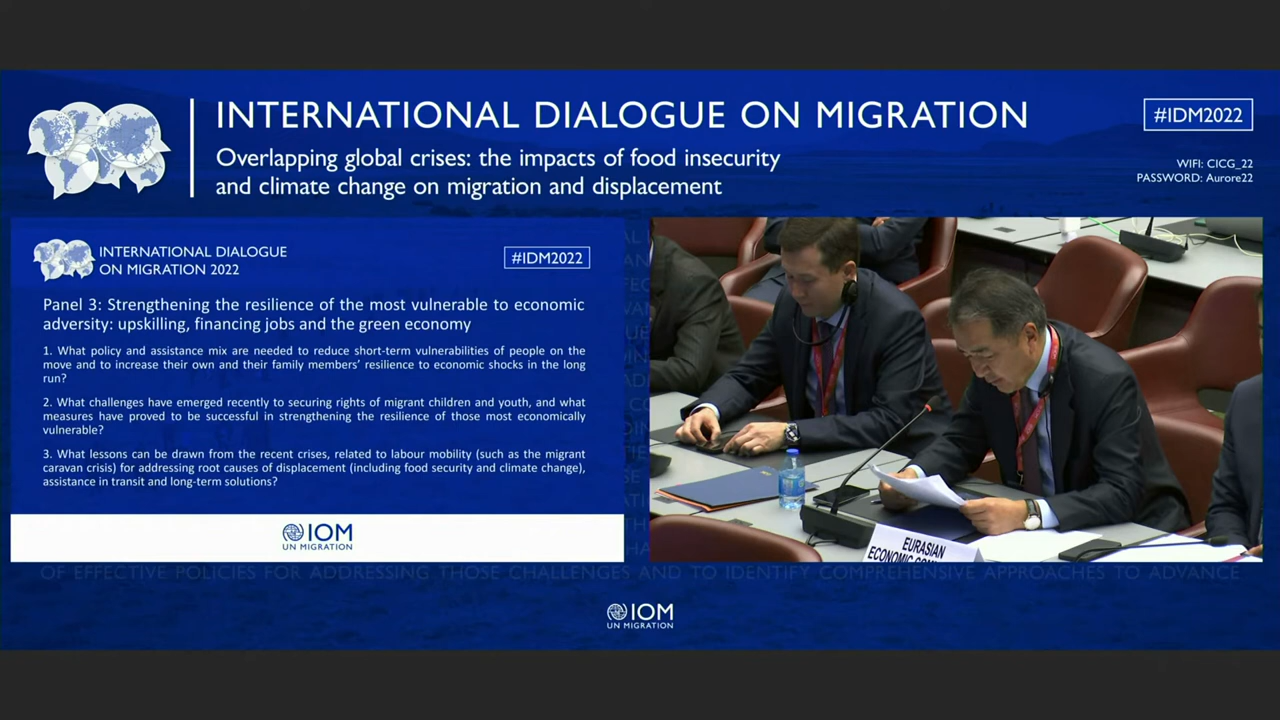 INTERNATIONAL DIALOGUE ON MIGRATION
Overlapping global crises: the impacts of food insecurity
and climate change on migration and displacement
#IDM2022
WIFI: CICG_22
PASSWORD: Aurore22
INTERNATIONAL DIALOGUE
ON MIGRATION 2022
#IDM2022
Panel 3: Strengthening the resilience of the most vulnerable to economic
adversity: upskilling, financing jobs and the green economy
1. What policy and assistance mix are needed to reduce short-term vulnerabilities of people on the
move and to increase their own and their family members’ resilience to economic shocks in the long
run?
2. What challenges have emerged recently to securing rights of migrant children and youth, and what
measures have proved to be successful in strengthening the resilience of those most economically
vulnerable?
3. What lessons can be drawn from the recent crises, related to labour mobility (such as the migrant
caravan crisis) for addressing root causes of displacement (including food security and climate change),
assistance in transit and long-term solutions?
IOM
UN MIGRATION
EURASIAN
ECONOMIC
OF EFFECTIVE POLICIES FOR ADDRESSING THOSE CHALLENGES AND TO IDENTIFY COMPREHENSIVE APPROACHES TO ADVANCE
IOM
UN MIGRATION